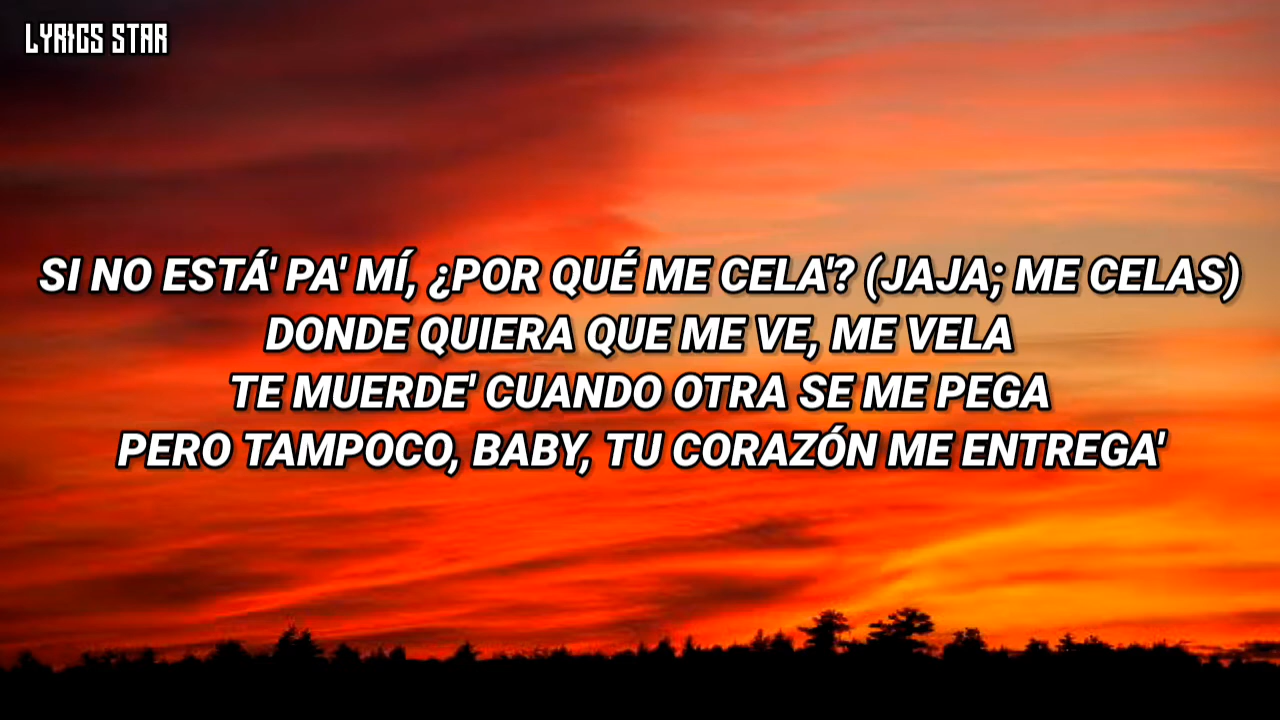 LYRICS STAR
SI NO ESTÁ' PA' MÍ, ¿POR QUÉ ME CELA'? (JAJA; ME CELAS)
DONDE QUIERA QUE ME VE, ME VELA
TE MUERDE' CUANDO OTRA SE ME PEGA
PERO TAMPOCO, BABY, TU CORAZÓN ME ENTREGA'